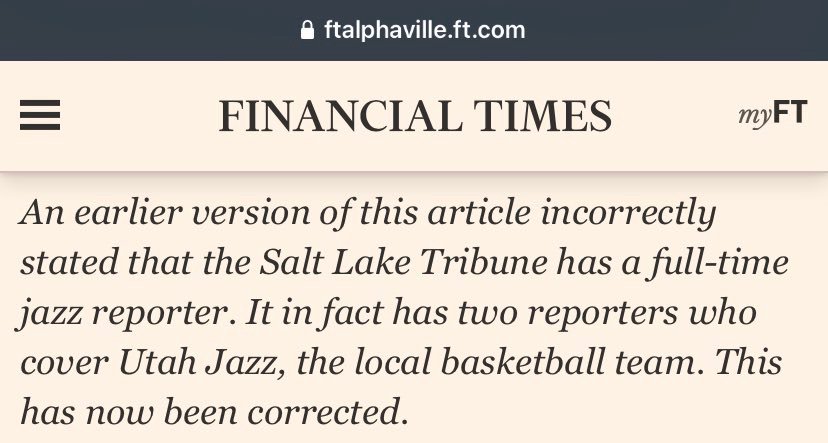 ftalphaville.ft.com
FINANCIAL TIMES
myFT
An earlier version of this article incorrectly
stated that the Salt Lake Tribune has a full-time
jazz reporter. It in fact has two reporters who
cover Utah Jazz, the local basketball team. This
has now been corrected.